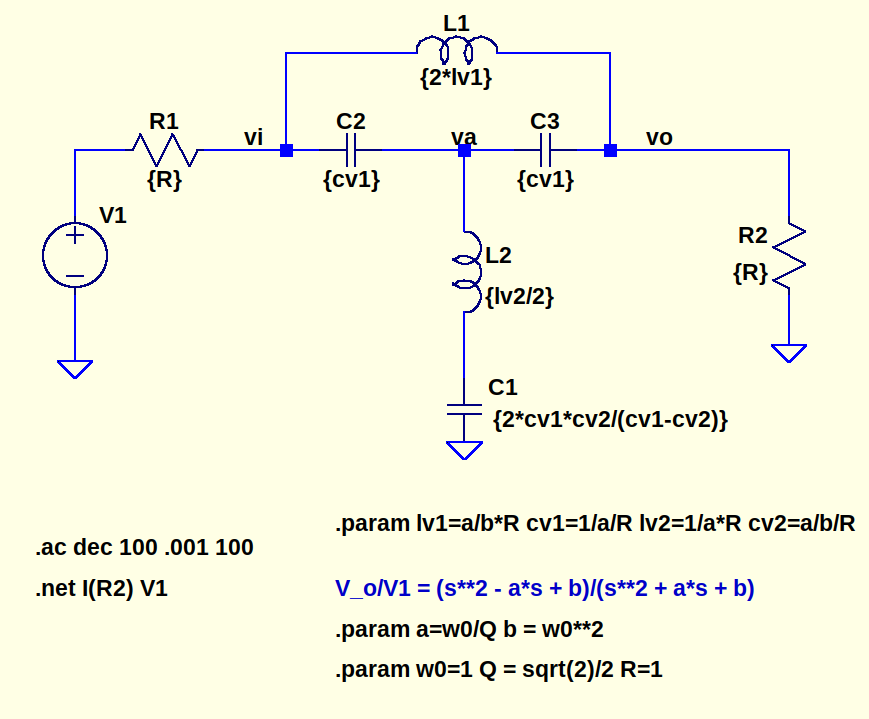 L1
{2*lv1}
R1
C2
C3
vi
va
vo
{R}
{cv1}
{cv1}
V1
R2
L2
{R}
{lv2/2}
C1
{2*cv1*cv2/(cv1-cv2)}
.param lv1=a/b*R cv1=1/a/R lv2=1/a*R cv2=a/b/R
.ac dec 100 .001 100
.net I(R2) V1
V_o/V1 = (s**2 - a*s + b)/(s**2 + a*s + b)
.param a=w0/Q b = w0**2
.param w0=1 Q = sqrt(2)/2 R=1